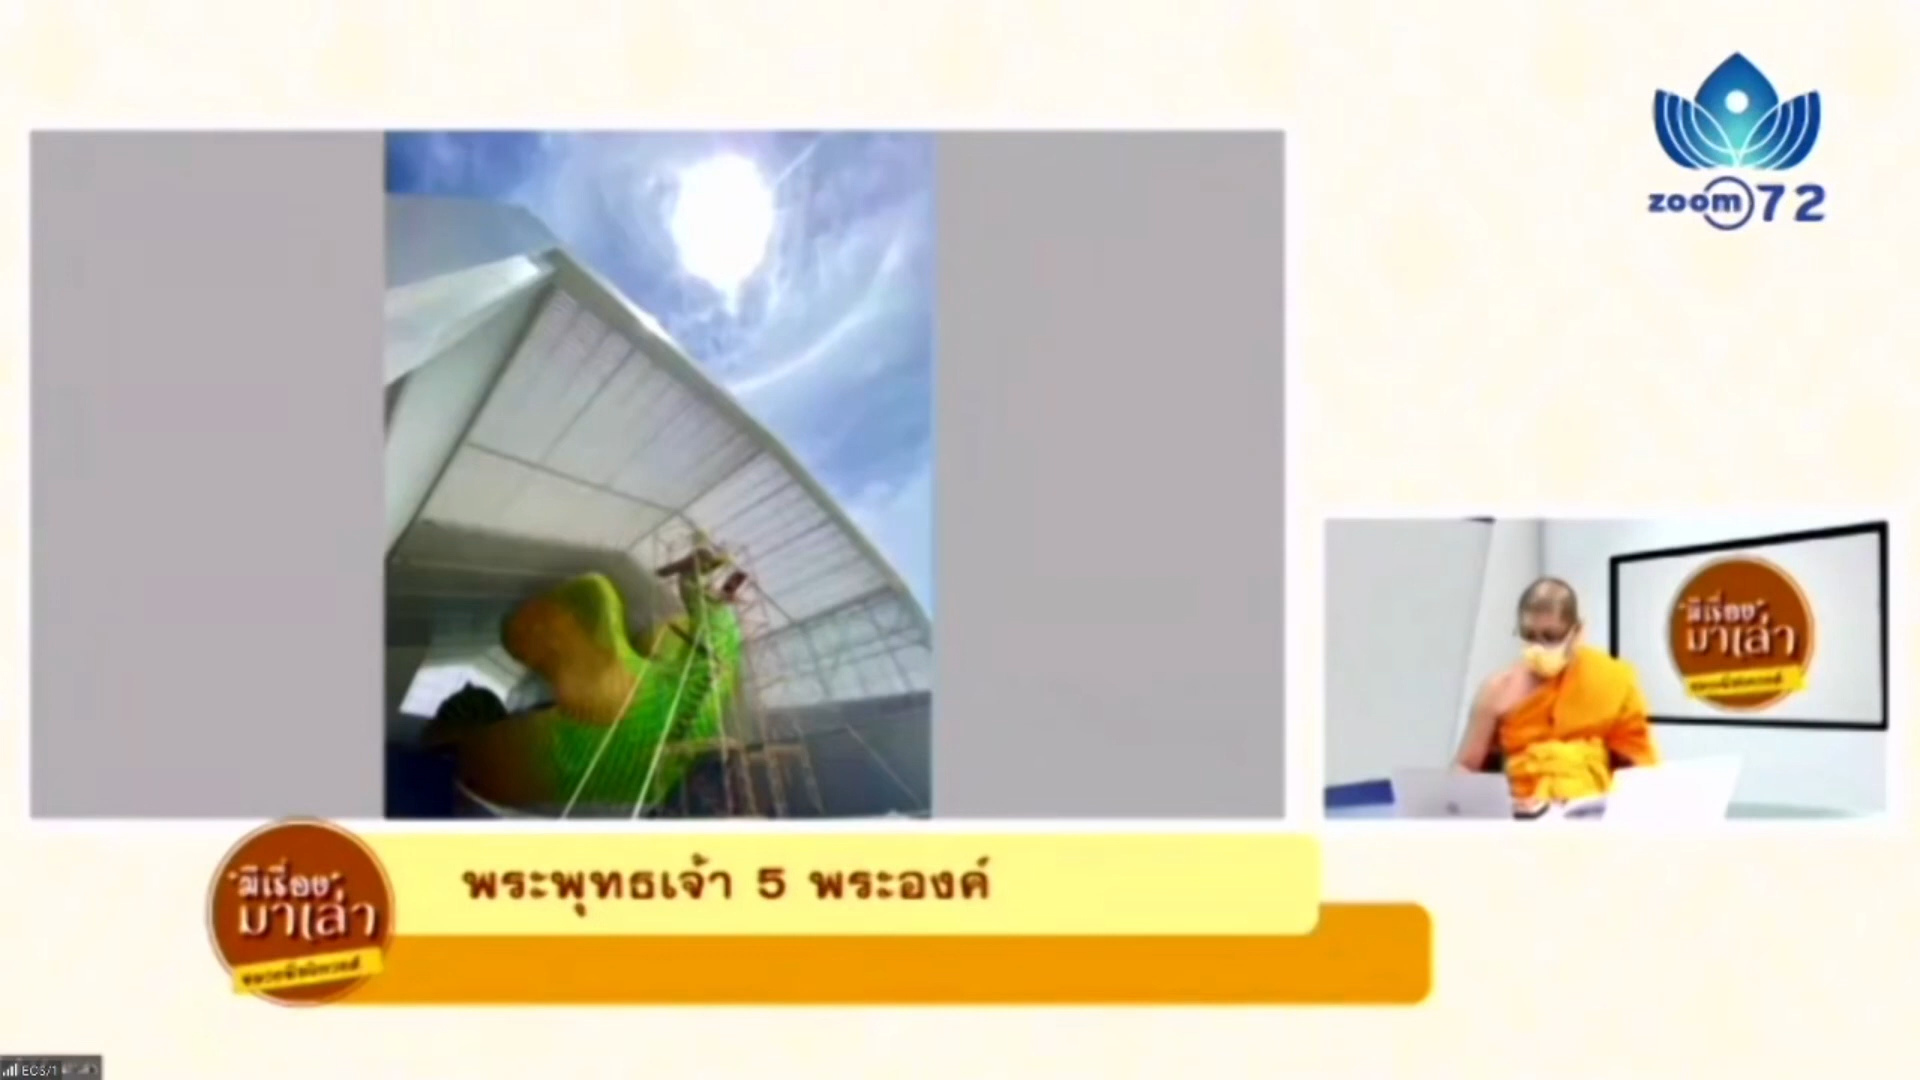 zoom 72
"มีเรื่อง"
มาเล่า
พระพุทธเจ้า 5 พระองค์
"มีเรื่อง"
มาเล่า
EOS/1